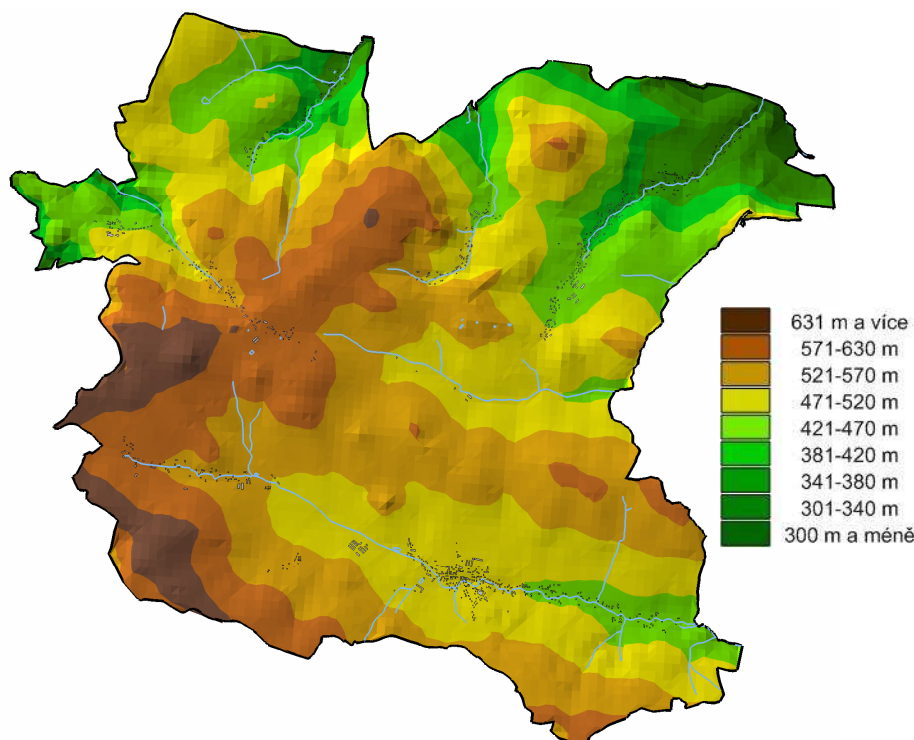 631 m a více
571-630 m
521-570 m
471-520 m
421-470 m
381-420 m
341-380 m
301-340 m
300 m a méně